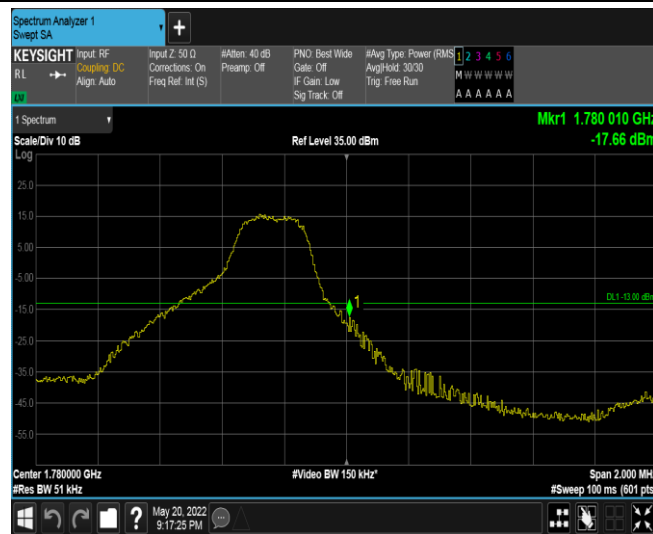 Spectrum Analyzer 1
Swept SA
+
KEYSIGHT
RL
LXI
Input: RF
Coupling: DC
Align: Auto
Input Z: 50 Ω
Corrections: On
Freq Ref: Int (S)
#Atten: 40 dB
Preamp: Off
PNO: Best Wide
Gate: Off
IF Gain: Low
Sig Track: Off
#Avg Type: Power (RMS
Avg|Hold: 30/30
Trig: Free Run
1 2 3 4 5 6
M W W W W W
A A A A A A
1 Spectrum
Mkr1 1.780 010 GHz
Scale/Div 10 dB
Ref Level 35.00 dBm
-17.66 dBm
Log
25.0
15.0
5.00
-5.00
DL1 -13.00 dBm
1
-15.0
-25.0
-35.0
-45.0
-55.0
Center 1.780000 GHz
#Video BW 150 kHz*
Span 2.000 MHz
#Res BW 51 kHz
#Sweep 100 ms (601 pts
?
May 20, 2022
9:17:25 PM